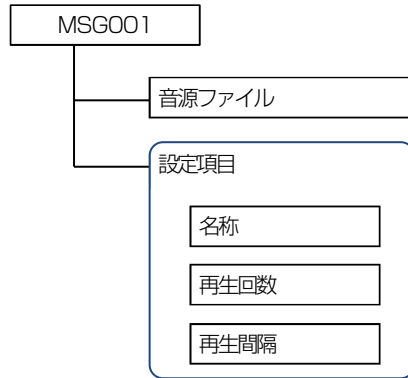 MSG001
音源ファイル
設定項目
名称
再生回数
再生間隔